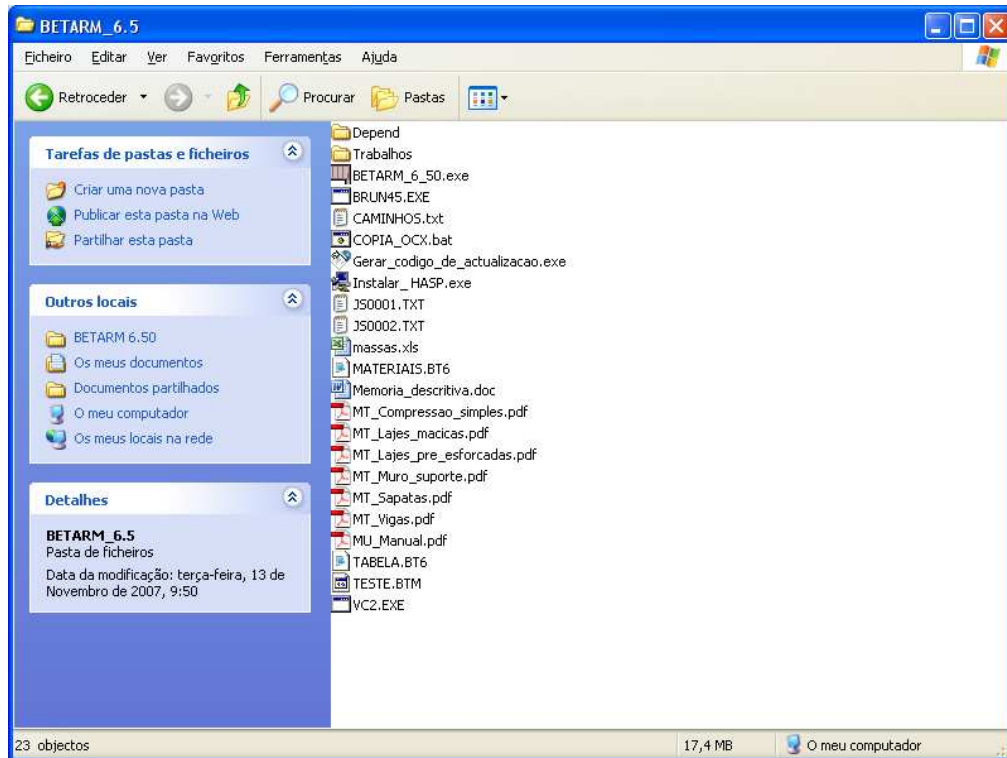 BETARM_6.5
Ficheiro Editar Ver Favoritos Ferramentas Ajuda
Retroceder Procurar Pastas
Tarefas de pastas e ficheiros
Criar uma nova pasta
Publicar esta pasta na Web
Partilhar esta pasta
Outros locais
BETARM 6.50
Os meus documentos
Documentos partilhados
O meu computador
Os meus locais na rede
Detalhes
BETARM_6.5
Pasta de ficheiros
Data da modificação: terça-feira, 13 de
Novembro de 2007, 9:50
Depend
Trabalhos
BETARM_6_50.exe
BRUN45.EXE
CAMINHOS.txt
COPIA_OCX.bat
Gerar_codigo_de_actualizacao.exe
Instalar_ HASP.exe
JS0001.TXT
JS0002.TXT
massas.xls
MATERIAIS.BT6
Memoria_descritiva.doc
MT_Compressao_simples.pdf
MT_Lajes_macicas.pdf
MT_Lajes_pre_esforcadas.pdf
MT_Muro_suporte.pdf
MT_Sapatas.pdf
MT_Vigas.pdf
MU_Manual.pdf
TABELA.BT6
TESTE.BTM
VC2.EXE
23 objectos 17,4 MB O meu computador